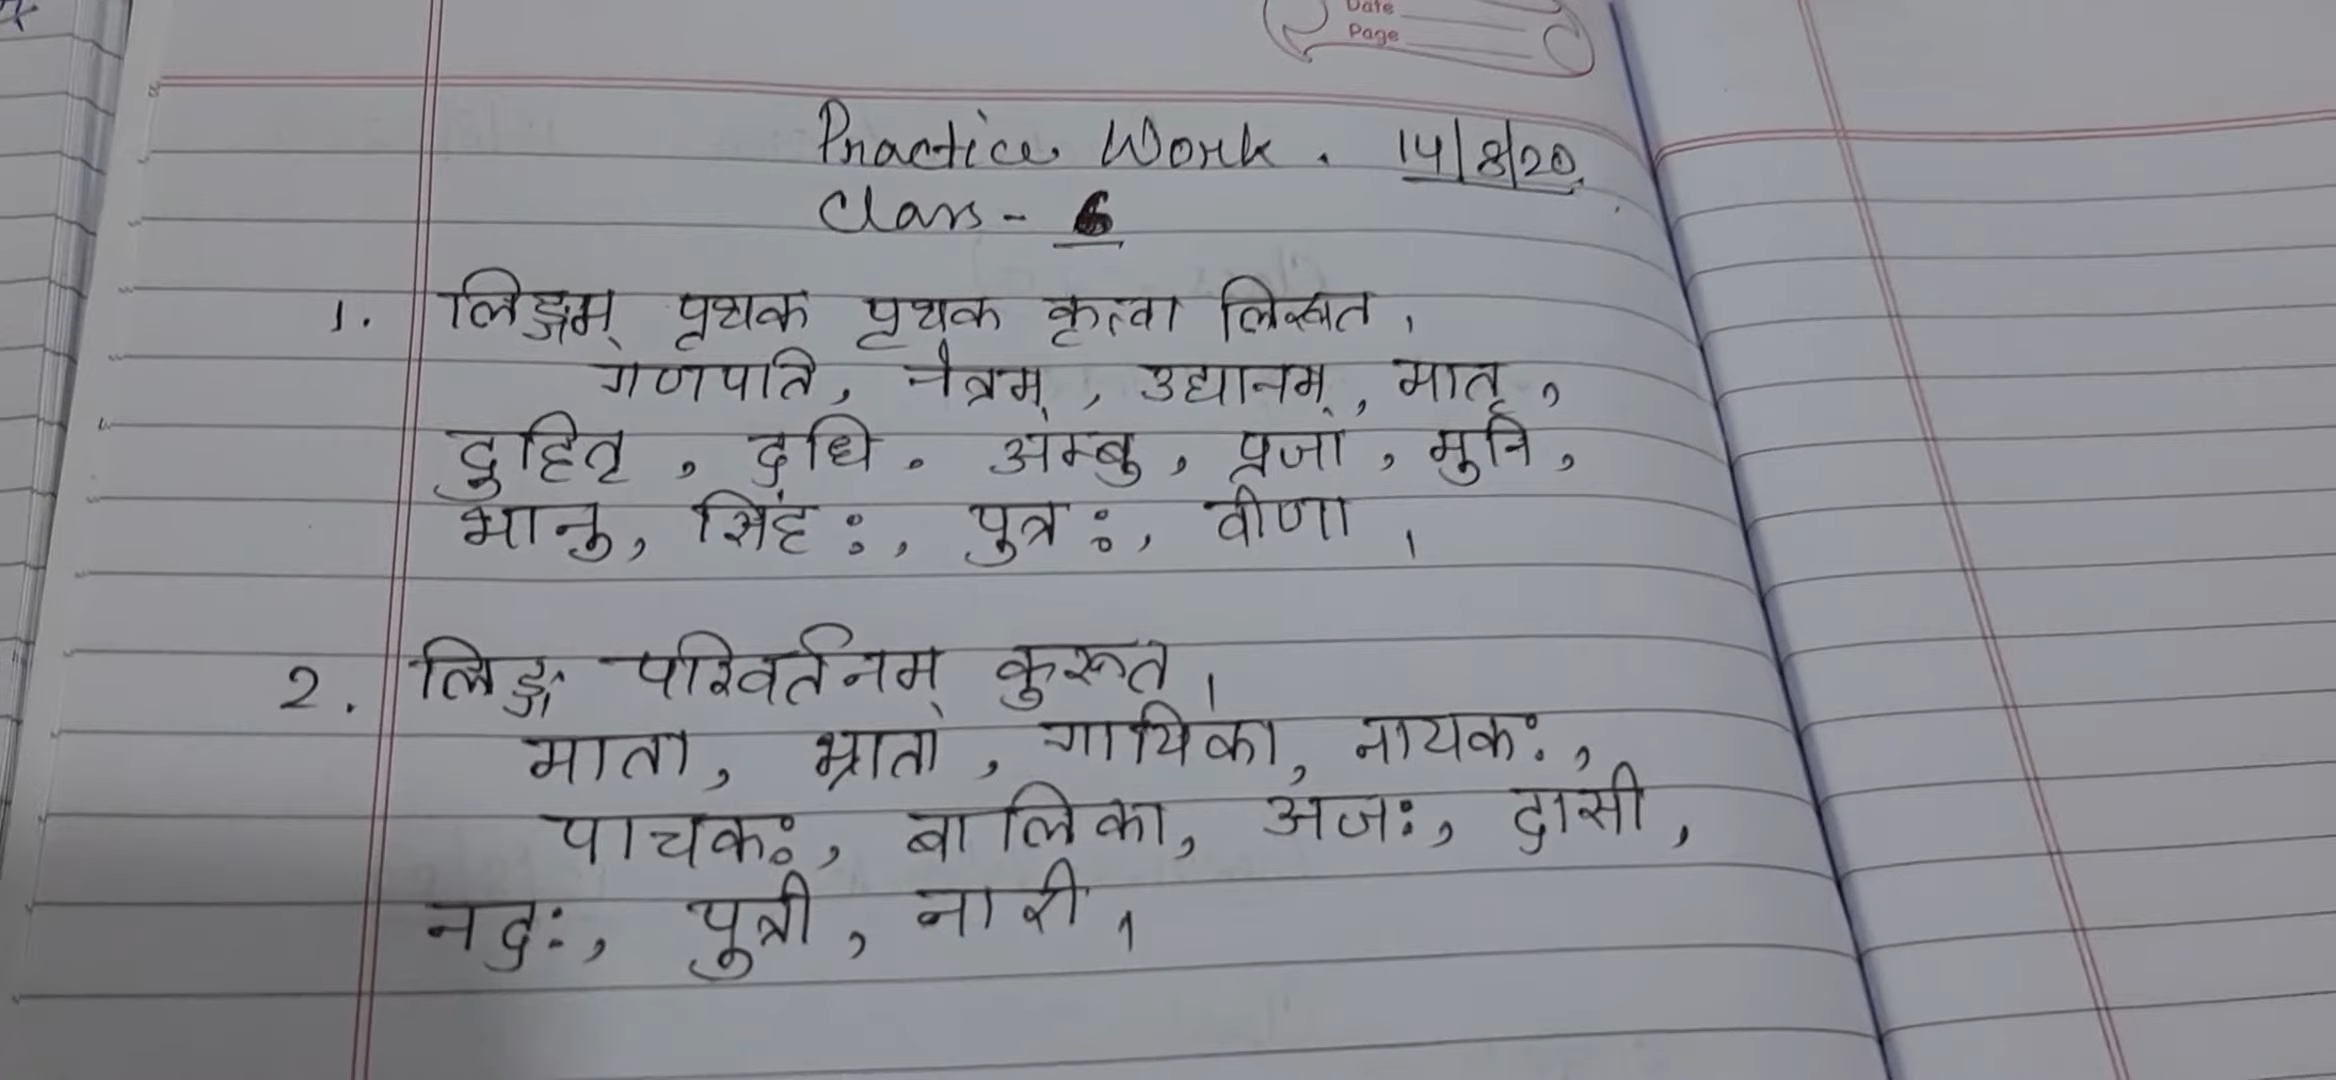 Date
Page
Practice Work. 14/8/20
Class - 6
1. लिङ्गम् पृथक पृथक कृत्वा लिखत।
गणपति, नेत्रम्, उद्यानम्, मातृ,
दुहितृ, दधि. अम्बु, प्रजा, मुनि,
भानु, सिंह:, पुत्र:, वीणा।
2. लिङ्ग परिवर्तनम् कुरूत।
माता, भ्राता, गायिका, नायक:,
पाचक:, बालिका, अज:, दासी,
नद:, पुत्री, नारी।